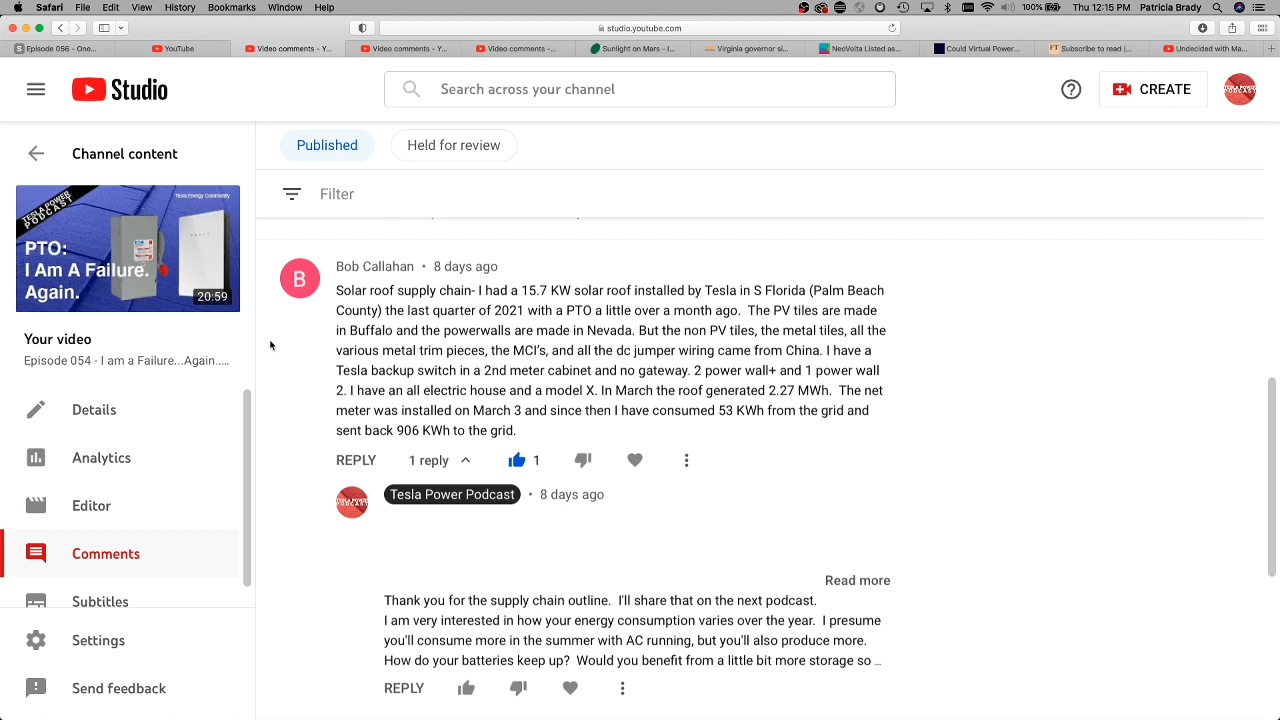 Safari File Edit View History Bookmarks Window Help
100% Thu 12:15 PM Patricia Brady
studio.youtube.com
S Episode 056 - One...
YouTube
Video comments - Y...
Video comments - Y...
Video comments -...
Sunlight on Mars - I...
Virginia governor si...
NeoVolta Listed as...
Could Virtual Power...
FT Subscribe to read |...
Undecided with Ma...
Studio
Search across your channel
CREATE
Channel content
TESLA POWER PODCAST
Tesla Energy Community
PTO:
I Am A Failure.
Again.
20:59
Your video
Episode 054 - I am a Failure...Again.....
Details
Analytics
Editor
Comments
Subtitles
Settings
Send feedback
Published
Held for review
Filter
B
Bob Callahan • 8 days ago
Solar roof supply chain- I had a 15.7 KW solar roof installed by Tesla in S Florida (Palm Beach
County) the last quarter of 2021 with a PTO a little over a month ago. The PV tiles are made
in Buffalo and the powerwalls are made in Nevada. But the non PV tiles, the metal tiles, all the
various metal trim pieces, the MCI's, and all the dc jumper wiring came from China. I have a
Tesla backup switch in a 2nd meter cabinet and no gateway. 2 power wall+ and 1 power wall
2. I have an all electric house and a model X. In March the roof generated 2.27 MWh. The net
meter was installed on March 3 and since then I have consumed 53 KWh from the grid and
sent back 906 KWh to the grid.
REPLY 1 reply 1
Tesla Power Podcast • 8 days ago
Read more
Thank you for the supply chain outline. I'll share that on the next podcast.
I am very interested in how your energy consumption varies over the year. I presume
you'll consume more in the summer with AC running, but you'll also produce more.
How do your batteries keep up? Would you benefit from a little bit more storage so ...
REPLY